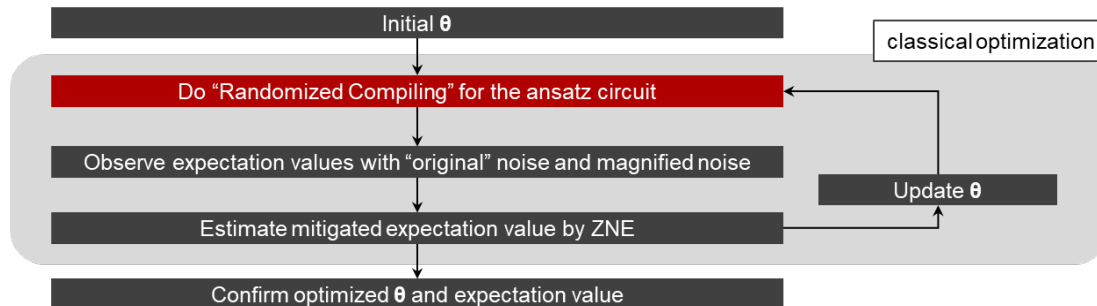 Initial θ
classical optimization
Do “Randomized Compiling” for the ansatz circuit
Observe expectation values with “original” noise and magnified noise
Update θ
Estimate mitigated expectation value by ZNE
Confirm optimized θ and expectation value